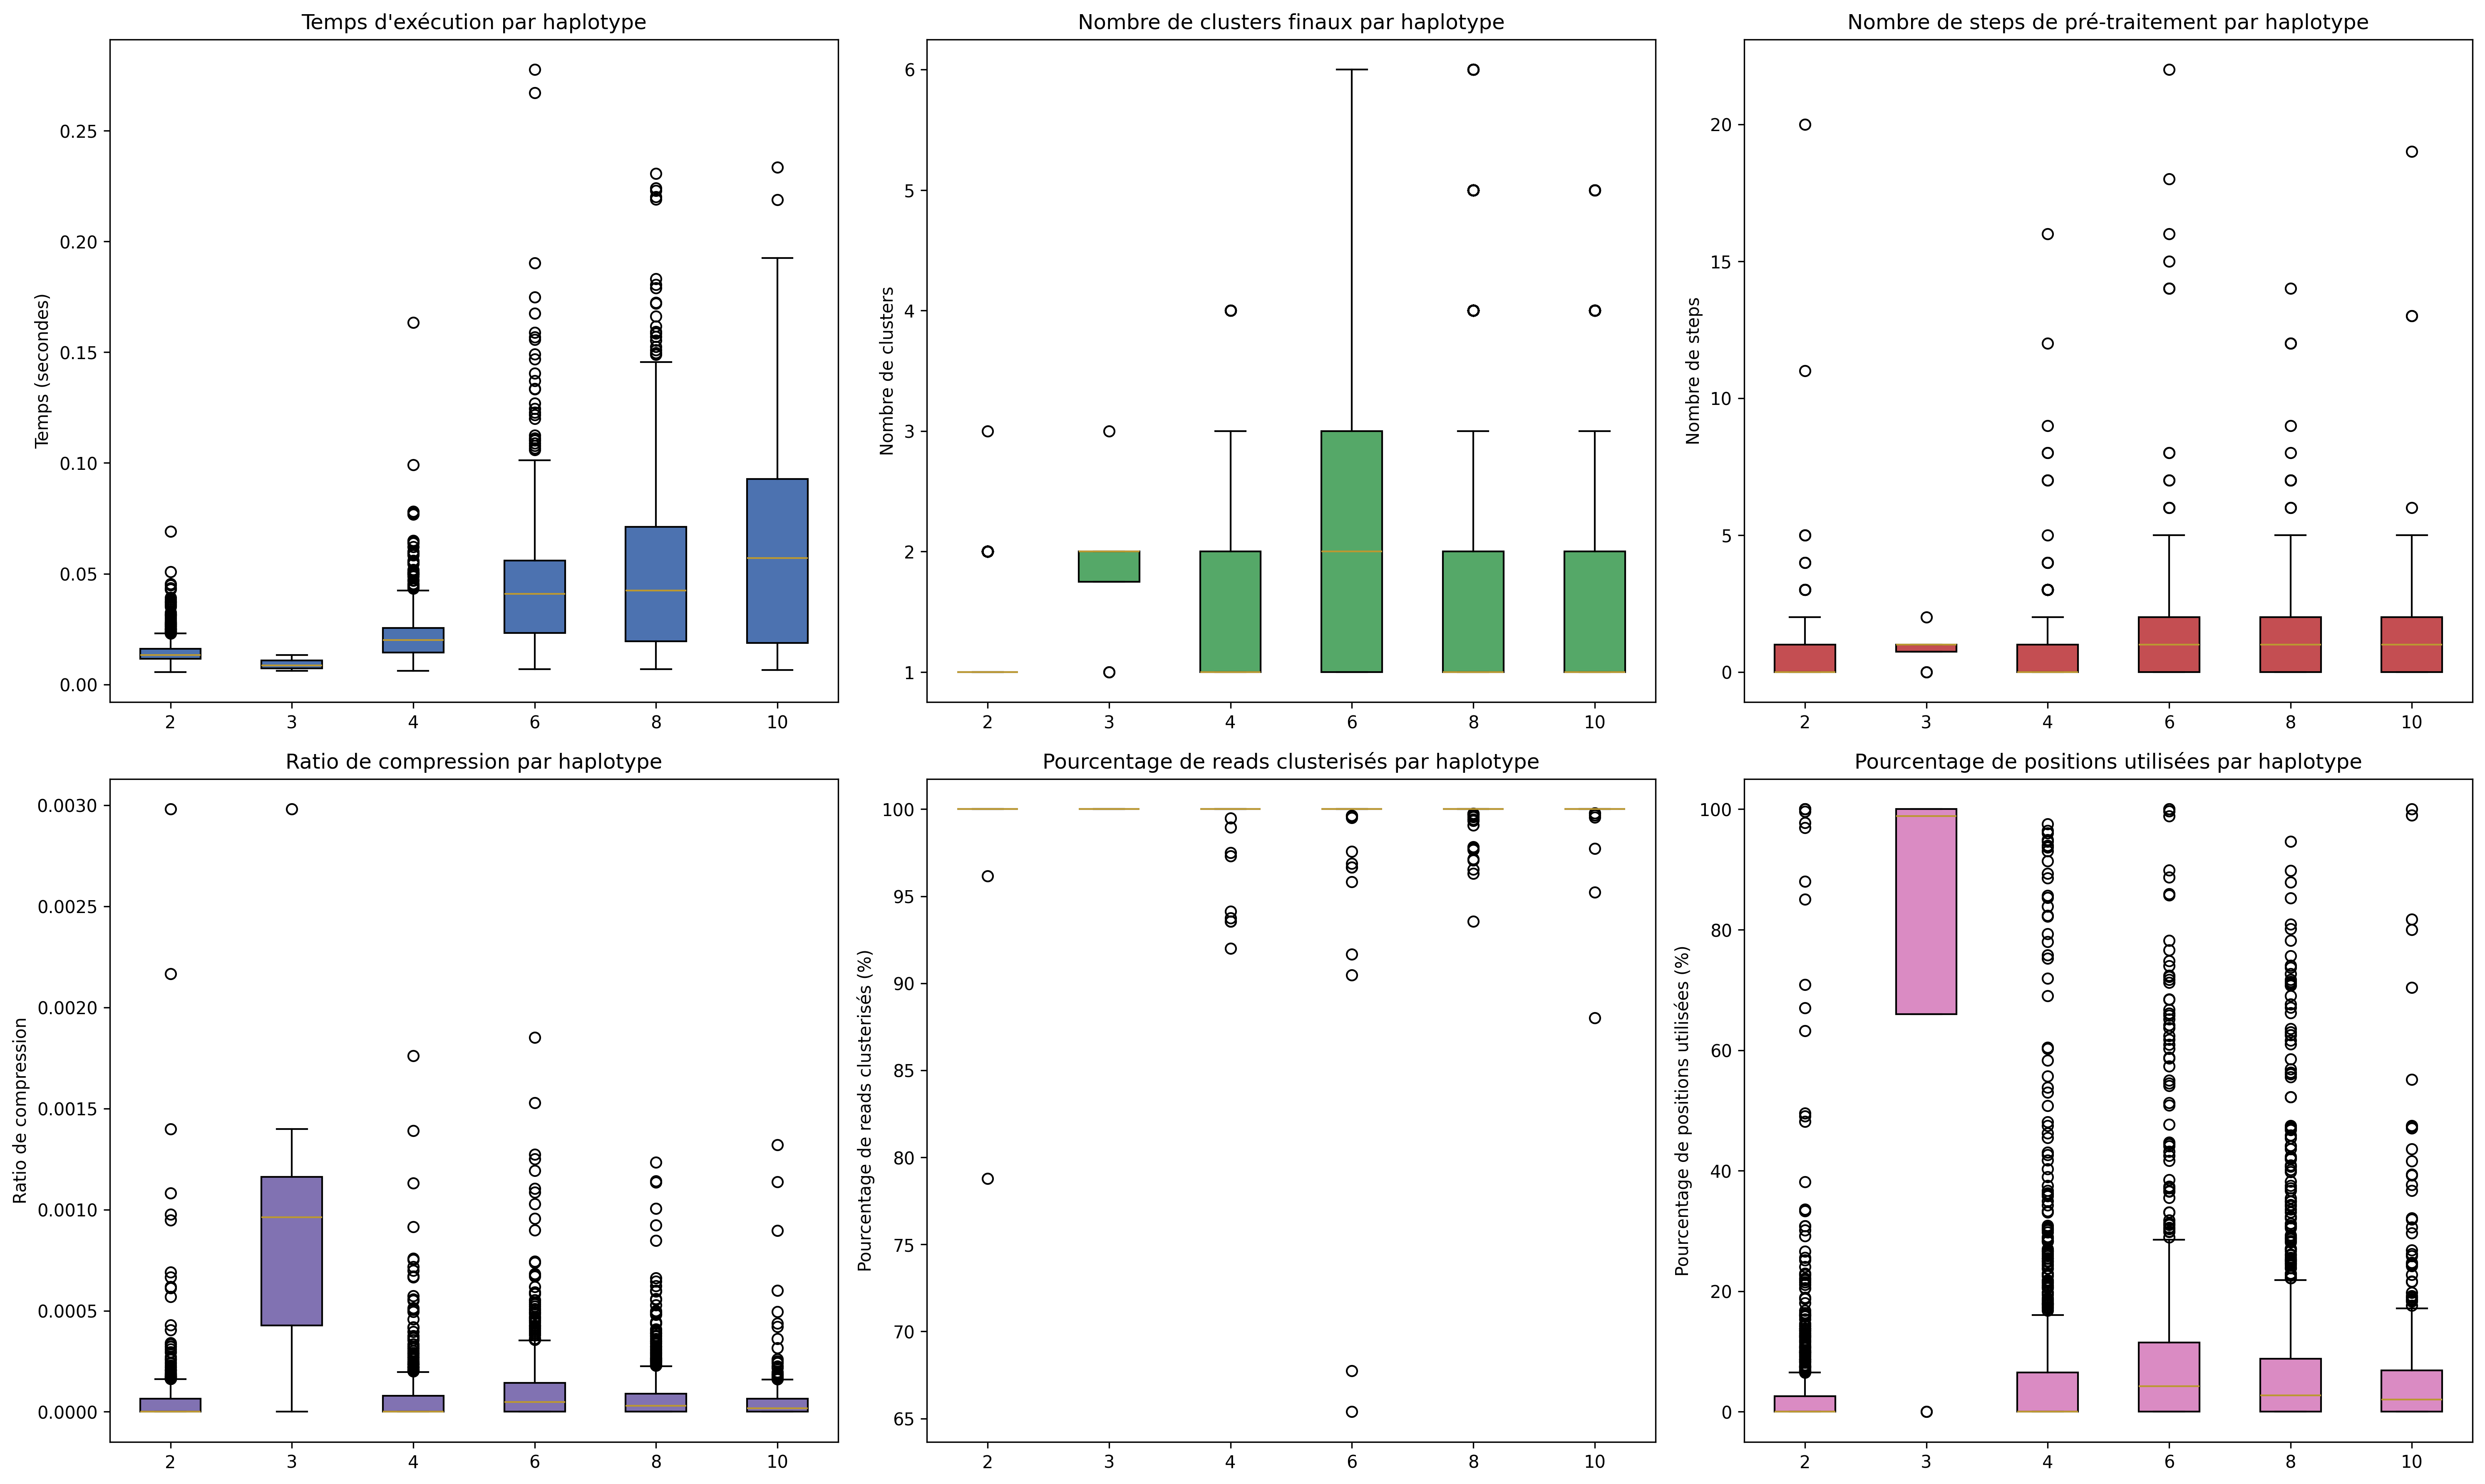 Temps d'exécution par haplotype
Temps (secondes)
0.25
0.20
0.15
0.10
0.05
0.00
2 3 4 6 8 10
Nombre de clusters finaux par haplotype
Nombre de clusters
6
5
4
3
2
1
2 3 4 6 8 10
Nombre de steps de pré-traitement par haplotype
Nombre de steps
20
15
10
5
0
2 3 4 6 8 10
Ratio de compression par haplotype
Ratio de compression
0.0030
0.0025
0.0020
0.0015
0.0010
0.0005
0.0000
2 3 4 6 8 10
Pourcentage de reads clusterisés par haplotype
Pourcentage de reads clusterisés (%)
100
95
90
85
80
75
70
65
2 3 4 6 8 10
Pourcentage de positions utilisées par haplotype
Pourcentage de positions utilisées (%)
100
80
60
40
20
0
2 3 4 6 8 10